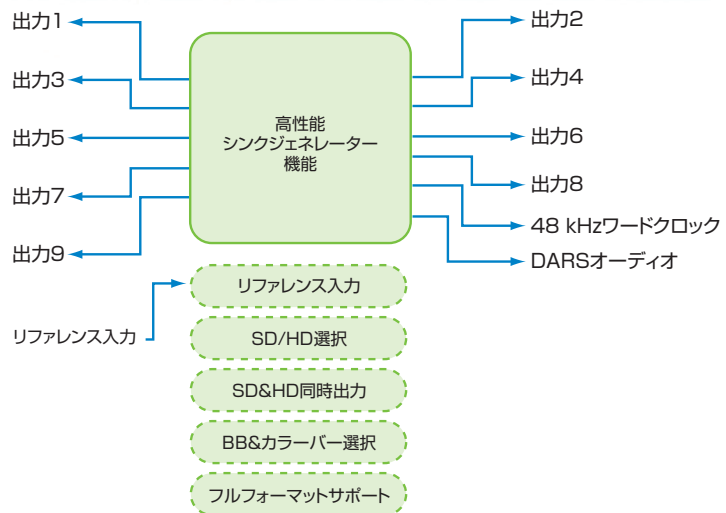 出力1
出力3
出力5
出力7
出力9
高性能
シンクジェネレーター
機能
出力2
出力4
出力6
出力8
48 kHzワードクロック
DARSオーディオ
リファレンス入力
リファレンス入力
SD/HD選択
SD&HD同時出力
BB&カラーバー選択
フルフォーマットサポート